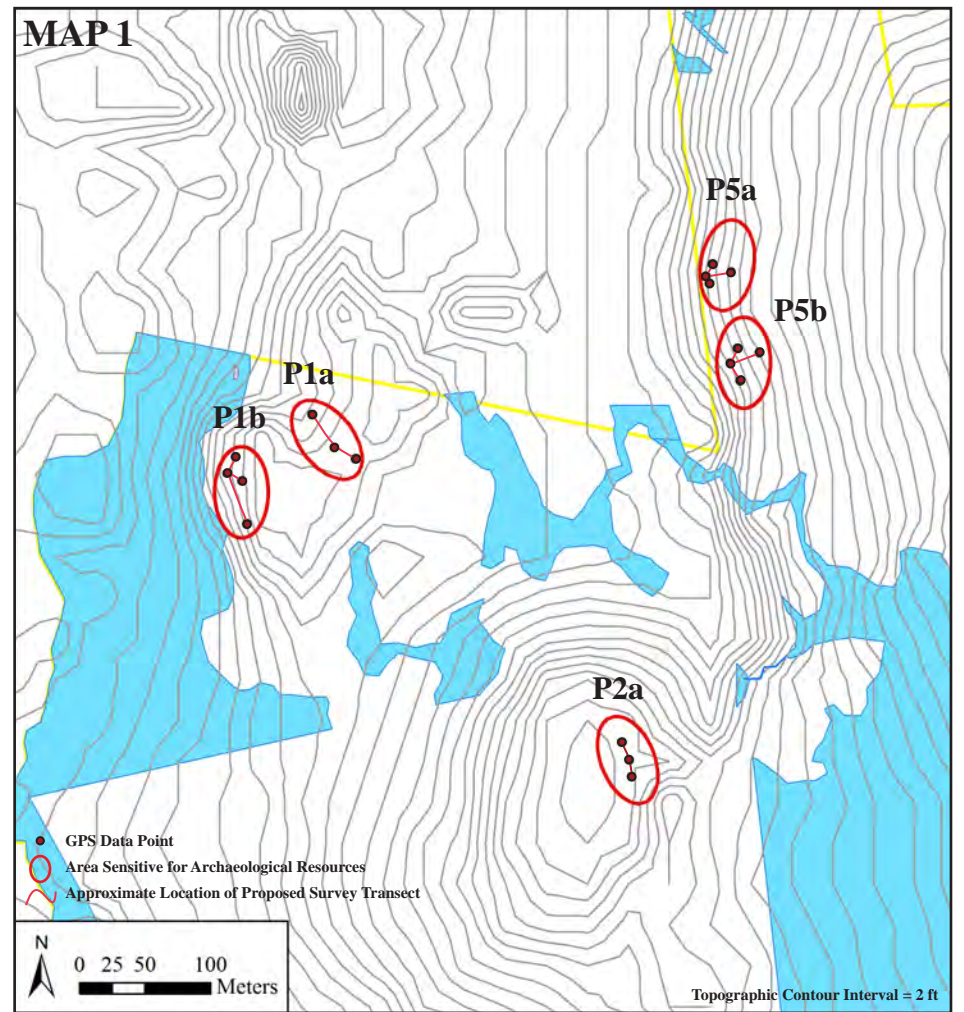 MAP 1
P5a
P5b
P1a
P1b
P2a
GPS Data Point
Area Sensitive for Archaeological Resources
Approximate Location of Proposed Survey Transect
N
0 25 50 100
Meters
Topographic Contour Interval = 2 ft